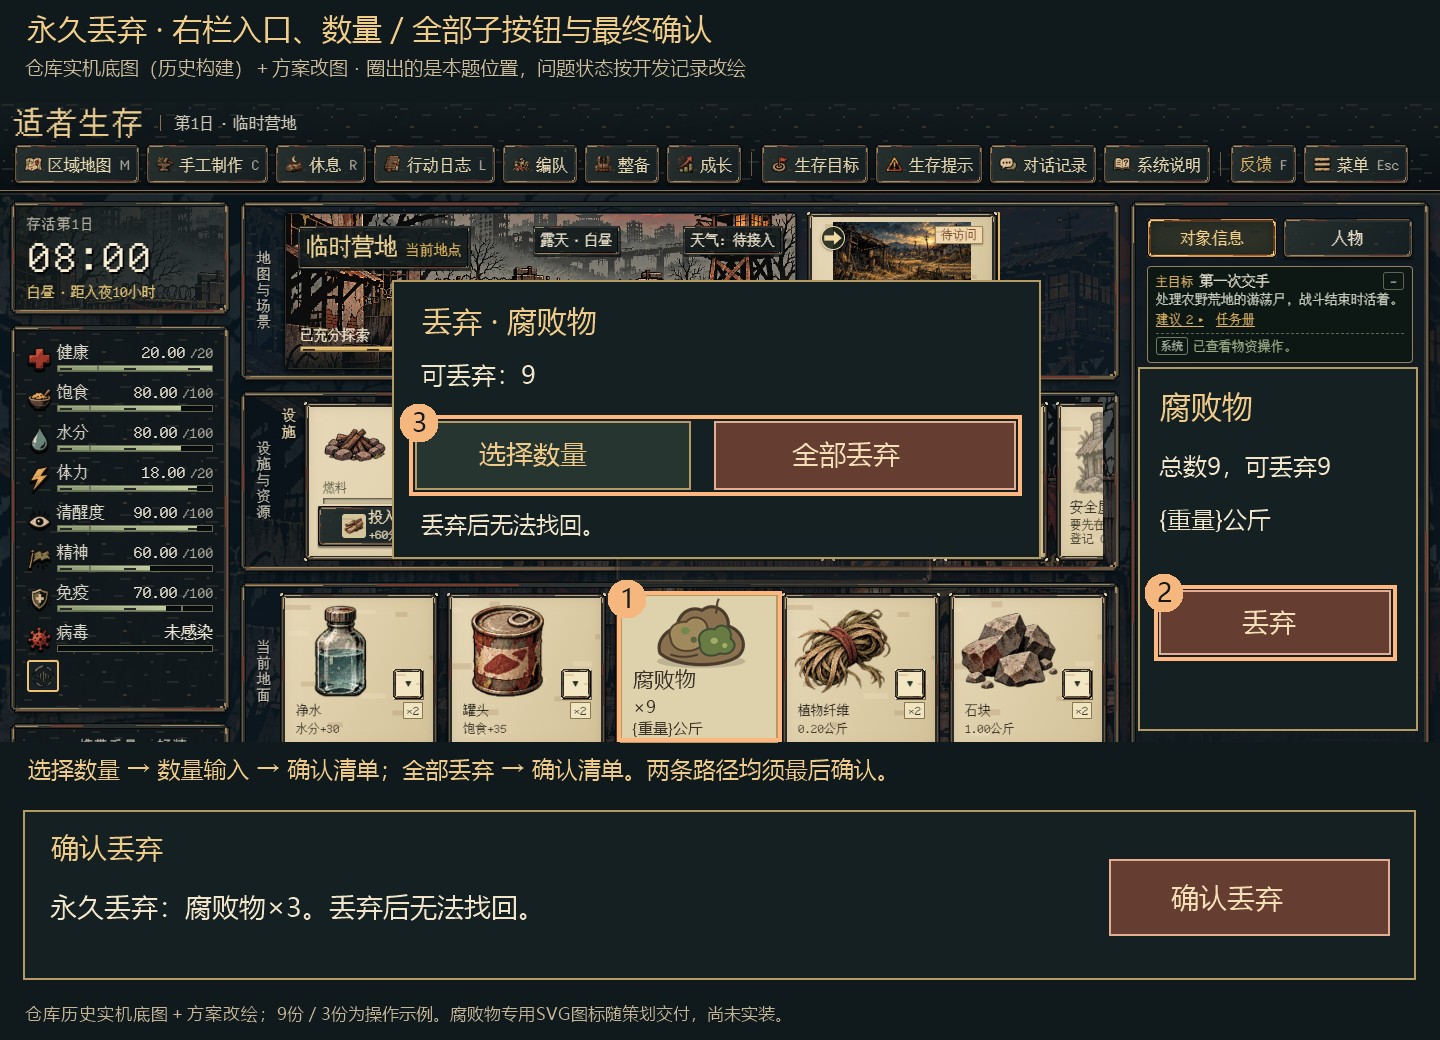 永久丢弃 · 右栏入口、数量 / 全部子按钮与最终确认
仓库实机底图（历史构建）+ 方案改图 · 圈出的是本题位置，问题状态按开发记录改绘
适者生存
第1日 · 临时营地
区域地图 M
手工制作 C
休息 R
行动日志 L
编队
整备
成长
生存目标
生存提示
对话记录
系统说明
反馈 F
菜单 Esc
存活第1日
08:00
白昼 · 距入夜10小时
健康 20.00 /20
饱食 80.00 /100
水分 80.00 /100
体力 18.00 /20
清醒度 90.00 /100
精神 60.00 /100
免疫 70.00 /100
病毒 未感染
地图与场景
临时营地 当前地点
露天 · 白昼
天气：待接入
已充分探索
待访问
设施
设施与资源
燃料
投入
+60
安全屋
要先在
登记
丢弃 · 腐败物
可丢弃：9
3
选择数量
全部丢弃
丢弃后无法找回。
当前地面
净水
×2
水分+30
罐头
×2
饱食+35
1
腐败物
×9
{重量}公斤
植物纤维
×2
0.20公斤
石块
×2
1.00公斤
对象信息
人物
主目标 第一次交手
处理农野荒地的游荡尸，战斗结束时活着。
建议 2 ▸ 任务册
系统 已查看物资操作。
腐败物
总数9，可丢弃9
{重量}公斤
2
丢弃
选择数量 → 数量输入 → 确认清单；全部丢弃 → 确认清单。两条路径均须最后确认。
确认丢弃
永久丢弃：腐败物×3。丢弃后无法找回。
确认丢弃
仓库历史实机底图 + 方案改绘；9份 / 3份为操作示例。腐败物专用SVG图标随策划交付，尚未实装。